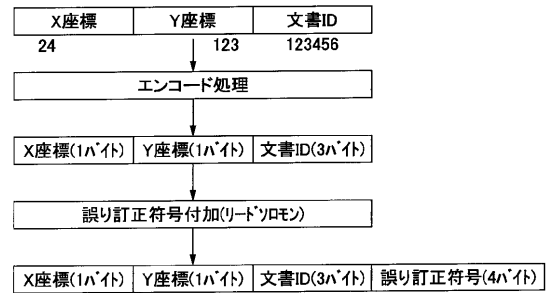 X座標 Y座標 文書ID
24 123 123456
エンコード処理
X座標(1バイト) Y座標(1バイト) 文書ID(3バイト)
誤り訂正符号付加(リードソロモン)
X座標(1バイト) Y座標(1バイト) 文書ID(3バイト) 誤り訂正符号(4バイト)